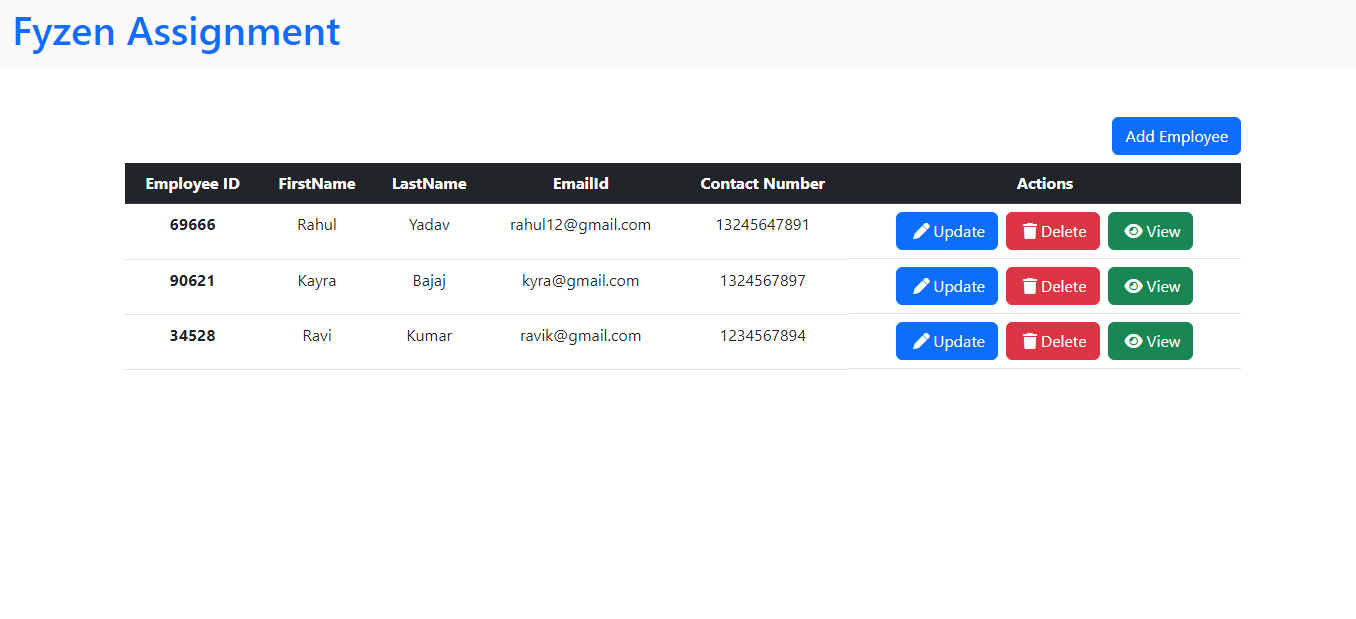 Fyzen Assignment
Add Employee
Employee ID FirstName LastName EmailId Contact Number Actions
69666 Rahul Yadav rahul12@gmail.com 13245647891 Update Delete View
90621 Kayra Bajaj kyra@gmail.com 1324567897 Update Delete View
34528 Ravi Kumar ravik@gmail.com 1234567894 Update Delete View